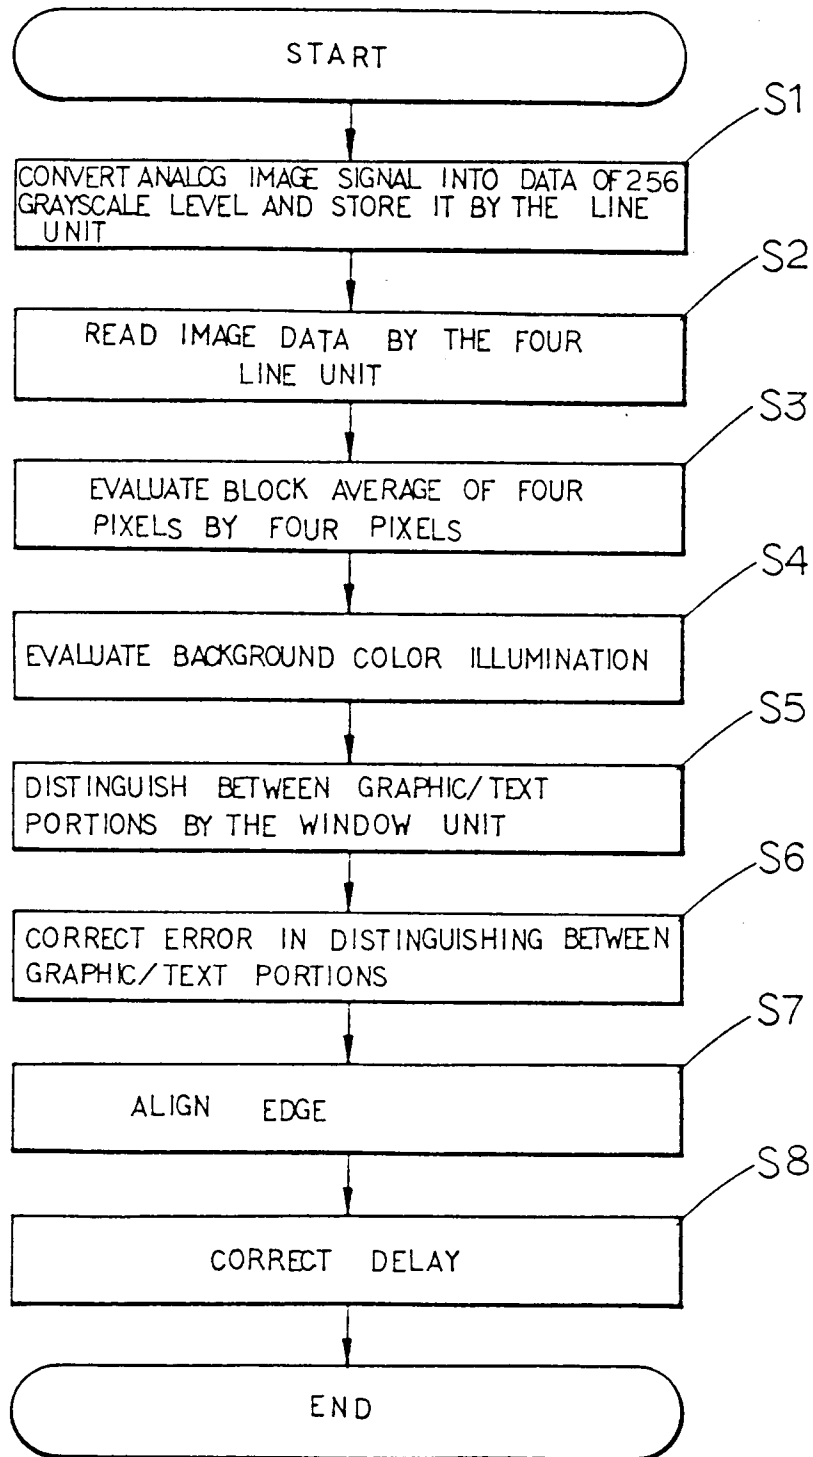 START
S1
CONVERT ANALOG IMAGE SIGNAL INTO DATA OF 256
GRAYSCALE LEVEL AND STORE IT BY THE LINE
UNIT
S2
READ IMAGE DATA BY THE FOUR
LINE UNIT
S3
EVALUATE BLOCK AVERAGE OF FOUR
PIXELS BY FOUR PIXELS
S4
EVALUATE BACKGROUND COLOR ILLUMINATION
S5
DISTINGUISH BETWEEN GRAPHIC/TEXT
PORTIONS BY THE WINDOW UNIT
S6
CORRECT ERROR IN DISTINGUISHING BETWEEN
GRAPHIC/TEXT PORTIONS
S7
ALIGN EDGE
S8
CORRECT DELAY
END